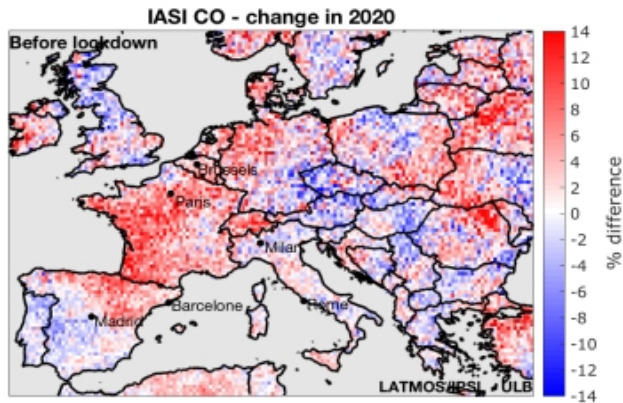 IASI CO - change in 2020
Before lockdown
Brussels
Paris
Milan
Barcelone
Rome
Madrid
LATMOS/IPSL - ULB
14
12
10
8
6
4
2
0
-2
-4
-6
-8
-10
-12
-14
% difference